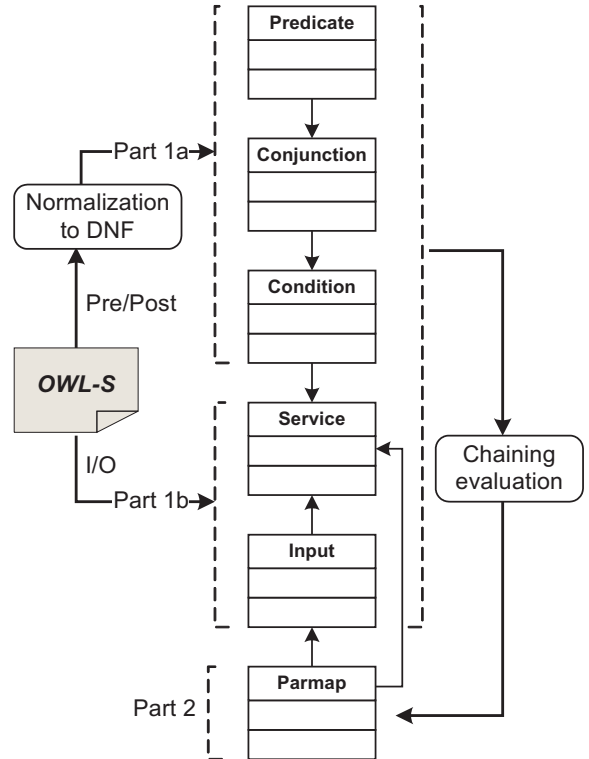 Predicate
Part 1a
Conjunction
Normalization
to DNF
Pre/Post
Condition
OWL-S
Service
I/O
Chaining
evaluation
Part 1b
Input
Parmap
Part 2